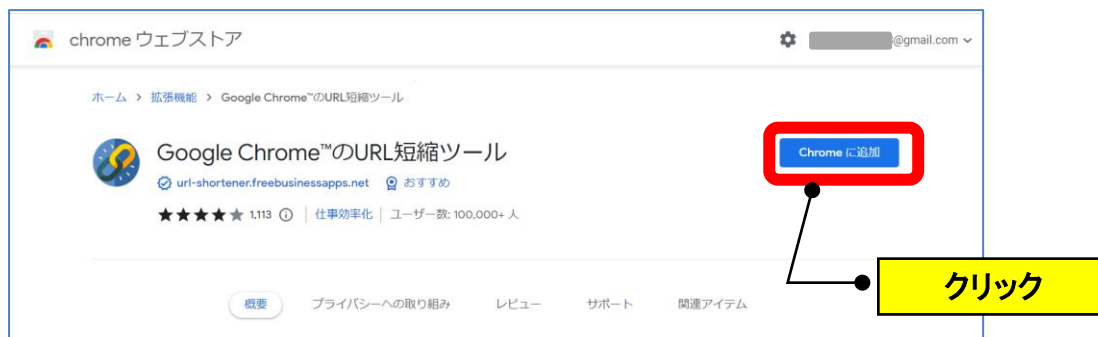 chrome ウェブストア
@gmail.com
ホーム > 拡張機能 > Google Chrome™のURL短縮ツール
Google Chrome™のURL短縮ツール
Chrome に追加
url-shortener.freebusinessapps.net おすすめ
★★★★★ 1,113 仕事効率化 ユーザー数: 100,000+ 人
クリック
概要 プライバシーへの取り組み レビュー サポート 関連アイテム